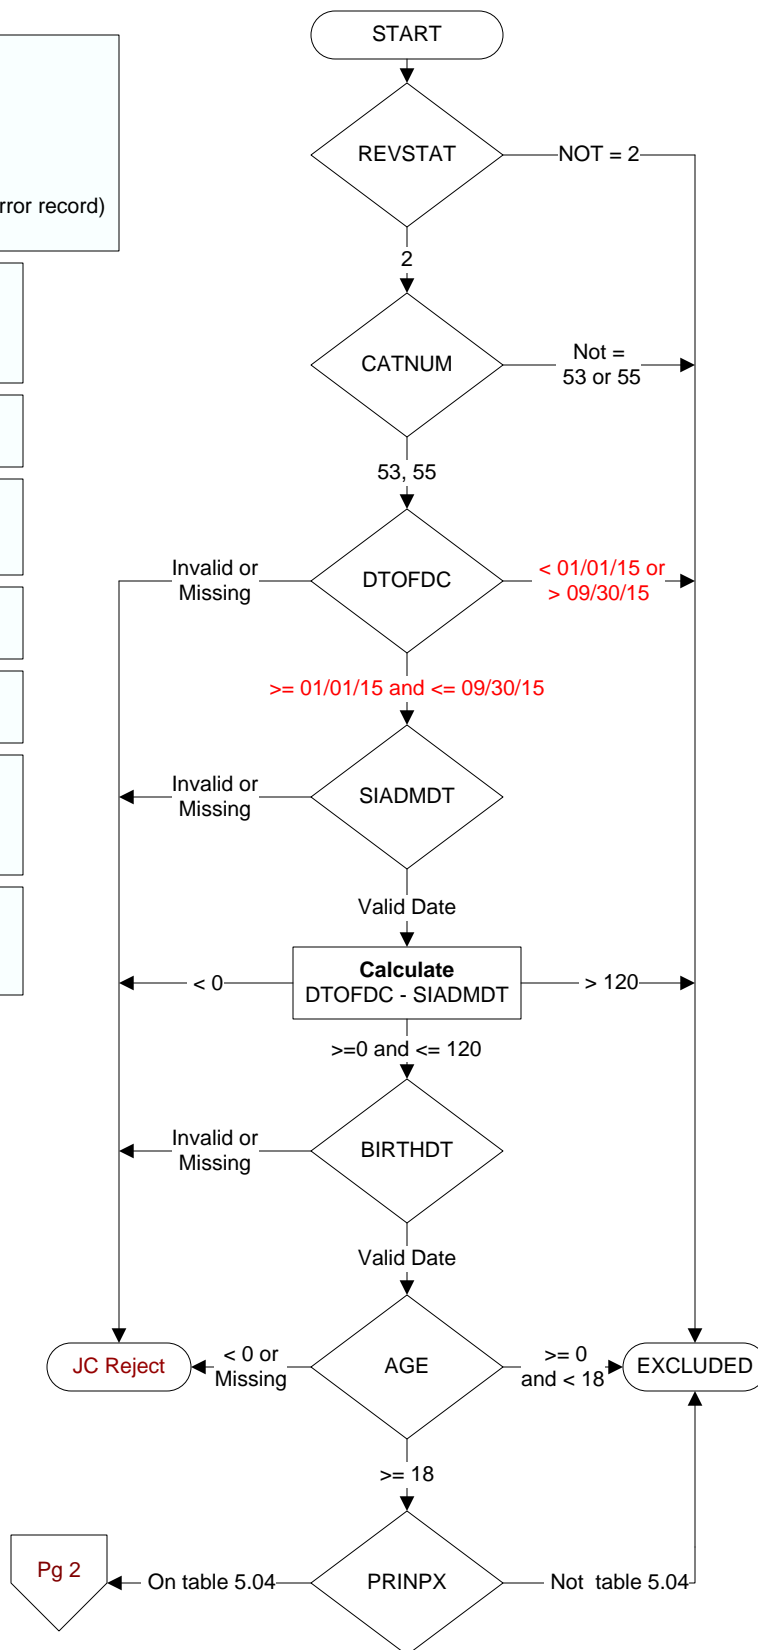 START
rror record)
REVSTAT
NOT = 2
2
CATNUM
Not =
53 or 55
53, 55
Invalid or
Missing
DTOFDC
< 01/01/15 or
> 09/30/15
>= 01/01/15 and <= 09/30/15
Invalid or
Missing
SIADMDT
Valid Date
< 0
Calculate
DTOFDC - SIADMDT
> 120
>=0 and <= 120
Invalid or
Missing
BIRTHDT
Valid Date
JC Reject
< 0 or
Missing
AGE
>= 0
and < 18
EXCLUDED
>= 18
Pg 2
On table 5.04
PRINPX
Not table 5.04